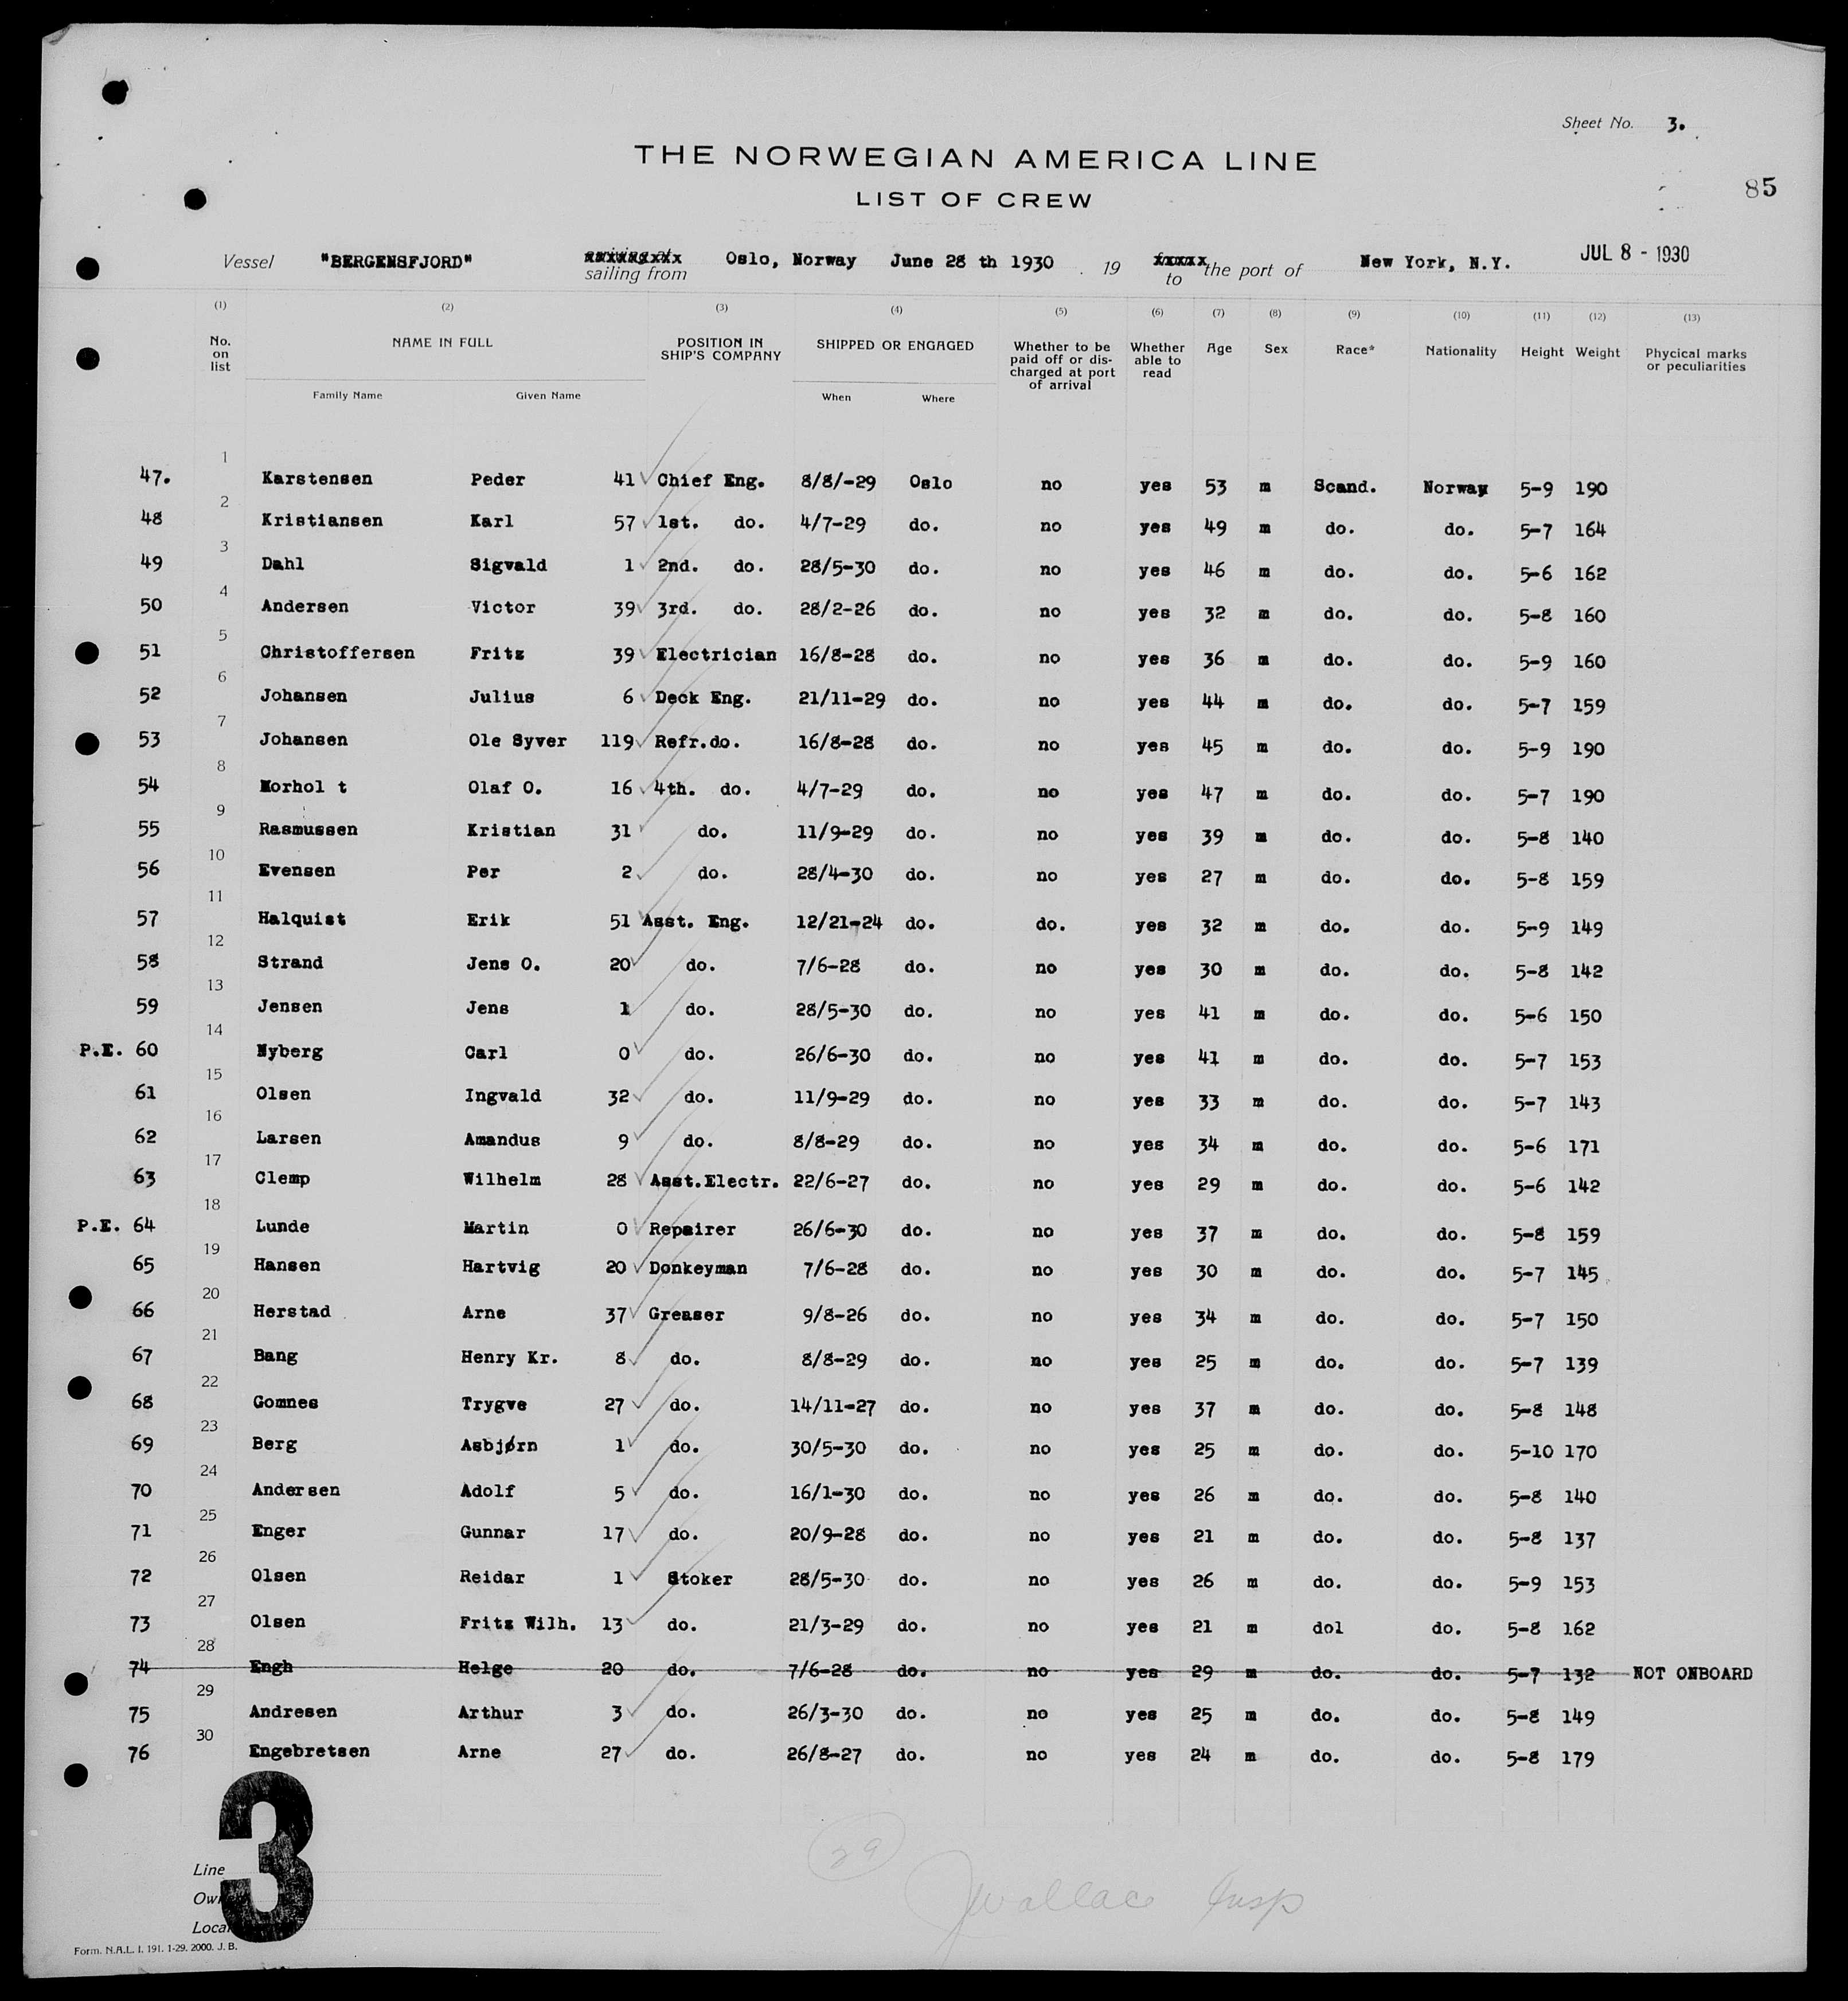 Sheet No. 3.
THE NORWEGIAN AMERICA LINE
85
LIST OF CREW
Vessel "BERGENSFJORD" arriving at sailing from Oslo, Norway June 28 th 1930 . 19 to the port of New York, N.Y. JUL 8 - 1930
(1) (2) (3) (4) (5) (6) (7) (8) (9) (10) (11) (12) (13)
No. on list NAME IN FULL POSITION IN SHIP'S COMPANY SHIPPED OR ENGAGED Whether to be paid off or discharged at port of arrival Whether able to read Age Sex Race* Nationality Height Weight Phycical marks or peculiarities
Family Name Given Name When Where
47. 1 Karstensen Peder 41 Chief Eng. 8/8/-29 Oslo no yes 53 m Scand. Norway 5-9 190
48 2 Kristiansen Karl 57 1st. do. 4/7-29 do. no yes 49 m do. do. 5-7 164
49 3 Dahl Sigvald 1 2nd. do. 28/5-30 do. no yes 46 m do. do. 5-6 162
50 4 Andersen Victor 39 3rd. do. 28/2-26 do. no yes 32 m do. do. 5-8 160
51 5 Christoffersen Fritz 39 Electrician 16/8-28 do. no yes 36 m do. do. 5-9 160
52 6 Johansen Julius 6 Deck Eng. 21/11-29 do. no yes 44 m do. do. 5-7 159
53 7 Johansen Ole Syver 119 Refr.do. 16/8-28 do. no yes 45 m do. do. 5-9 190
54 8 Norhol t Olaf O. 16 4th. do. 4/7-29 do. no yes 47 m do. do. 5-7 190
55 9 Rasmussen Kristian 31 do. 11/9-29 do. no yes 39 m do. do. 5-8 140
56 10 Evensen Per 2 do. 28/4-30 do. no yes 27 m do. do. 5-8 159
57 11 Halquist Erik 51 Asst. Eng. 12/21-24 do. do. yes 32 m do. do. 5-9 149
58 12 Strand Jens O. 20 do. 7/6-28 do. no yes 30 m do. do. 5-8 142
59 13 Jensen Jens 1 do. 28/5-30 do. no yes 41 m do. do. 5-6 150
P.E. 60 14 Nyberg Carl 0 do. 26/6-30 do. no yes 41 m do. do. 5-7 153
61 15 Olsen Ingvald 32 do. 11/9-29 do. no yes 33 m do. do. 5-7 143
62 16 Larsen Amandus 9 do. 8/8-29 do. no yes 34 m do. do. 5-6 171
63 17 Clemp Wilhelm 28 Asst.Electr. 22/6-27 do. no yes 29 m do. do. 5-6 142
P.E. 64 18 Lunde Martin 0 Repairer 26/6-30 do. no yes 37 m do. do. 5-8 159
65 19 Hansen Hartvig 20 Donkeyman 7/6-28 do. no yes 30 m do. do. 5-7 145
66 20 Herstad Arne 37 Greaser 9/8-26 do. no yes 34 m do. do. 5-7 150
67 21 Bang Henry Kr. 8 do. 8/8-29 do. no yes 25 m do. do. 5-7 139
68 22 Gomnes Trygve 27 do. 14/11-27 do. no yes 37 m do. do. 5-8 148
69 23 Berg Asbjørn 1 do. 30/5-30 do. no yes 25 m do. do. 5-10 170
70 24 Andersen Adolf 5 do. 16/1-30 do. no yes 26 m do. do. 5-8 140
71 25 Enger Gunnar 17 do. 20/9-28 do. no yes 21 m do. do. 5-8 137
72 26 Olsen Reidar 1 Stoker 28/5-30 do. no yes 26 m do. do. 5-9 153
73 27 Olsen Fritz Wilh. 13 do. 21/3-29 do. no yes 21 m dol do. 5-8 162
74 28 Engh Helge 20 do. 7/6-28 do. no yes 29 m do. do. 5-7 132 NOT ONBOARD
75 29 Andresen Arthur 3 do. 26/3-30 do. no yes 25 m do. do. 5-8 149
76 30 Engebretsen Arne 27 do. 26/8-27 do. no yes 24 m do. do. 5-8 179
3
29
JWallace Insp
Line
Form. N.A.L. I. 191. 1-29. 2000. J. B.